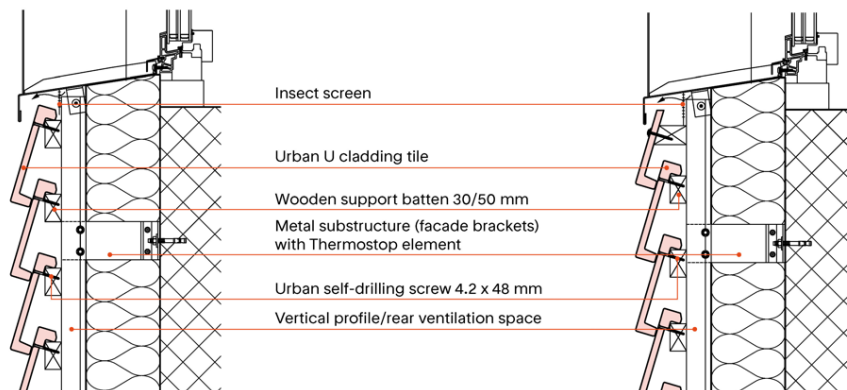 Insect screen
Urban U cladding tile
Wooden support batten 30/50 mm
Metal substructure (facade brackets)
with Thermostop element
Urban self-drilling screw 4.2 x 48 mm
Vertical profile/rear ventilation space